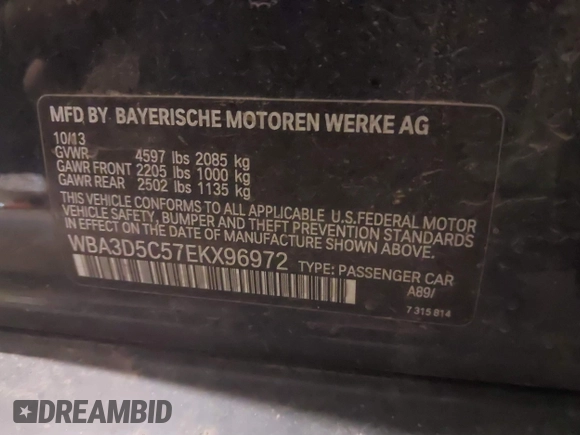 MFD BY BAYERISCHE MOTOREN WERKE AG
10/13
GVWR 4597 lbs 2085 kg
GAWR FRONT 2205 lbs 1000 kg
GAWR REAR 2502 lbs 1135 kg
THIS VEHICLE CONFORMS TO ALL APPLICABLE U.S.FEDERAL MOTOR
VEHICLE SAFETY, BUMPER AND THEFT PREVENTION STANDARDS
IN EFFECT ON THE DATE OF MANUFACTURE SHOWN ABOVE.
WBA3D5C57EKX96972 TYPE: PASSENGER CAR
A89/
7 315 814
DREAMBID